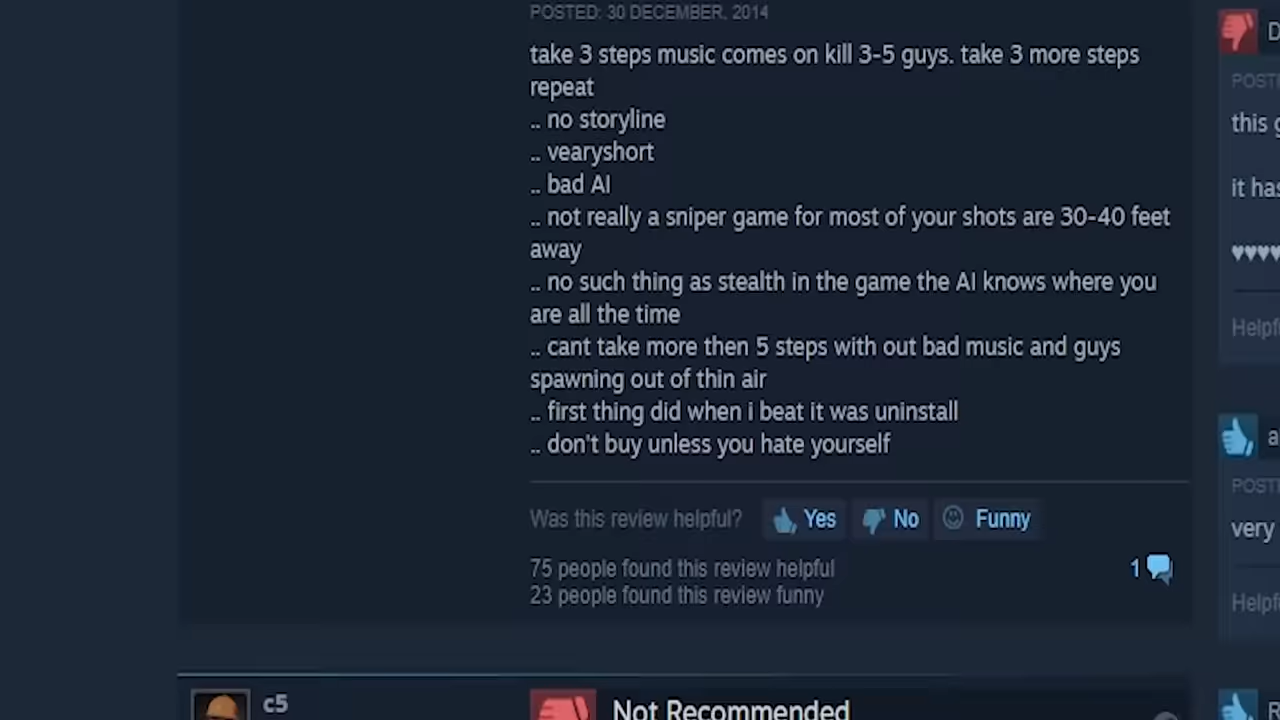 POSTED: 30 DECEMBER, 2014
take 3 steps music comes on kill 3-5 guys. take 3 more steps
repeat
.. no storyline
.. vearyshort
.. bad AI
.. not really a sniper game for most of your shots are 30-40 feet
away
.. no such thing as stealth in the game the AI knows where you
are all the time
.. cant take more then 5 steps with out bad music and guys
spawning out of thin air
.. first thing did when i beat it was uninstall
.. don't buy unless you hate yourself
Was this review helpful? Yes No Funny
75 people found this review helpful
1
23 people found this review funny
c5
Not Recommended
D
this
it
♥♥♥♥
a
very